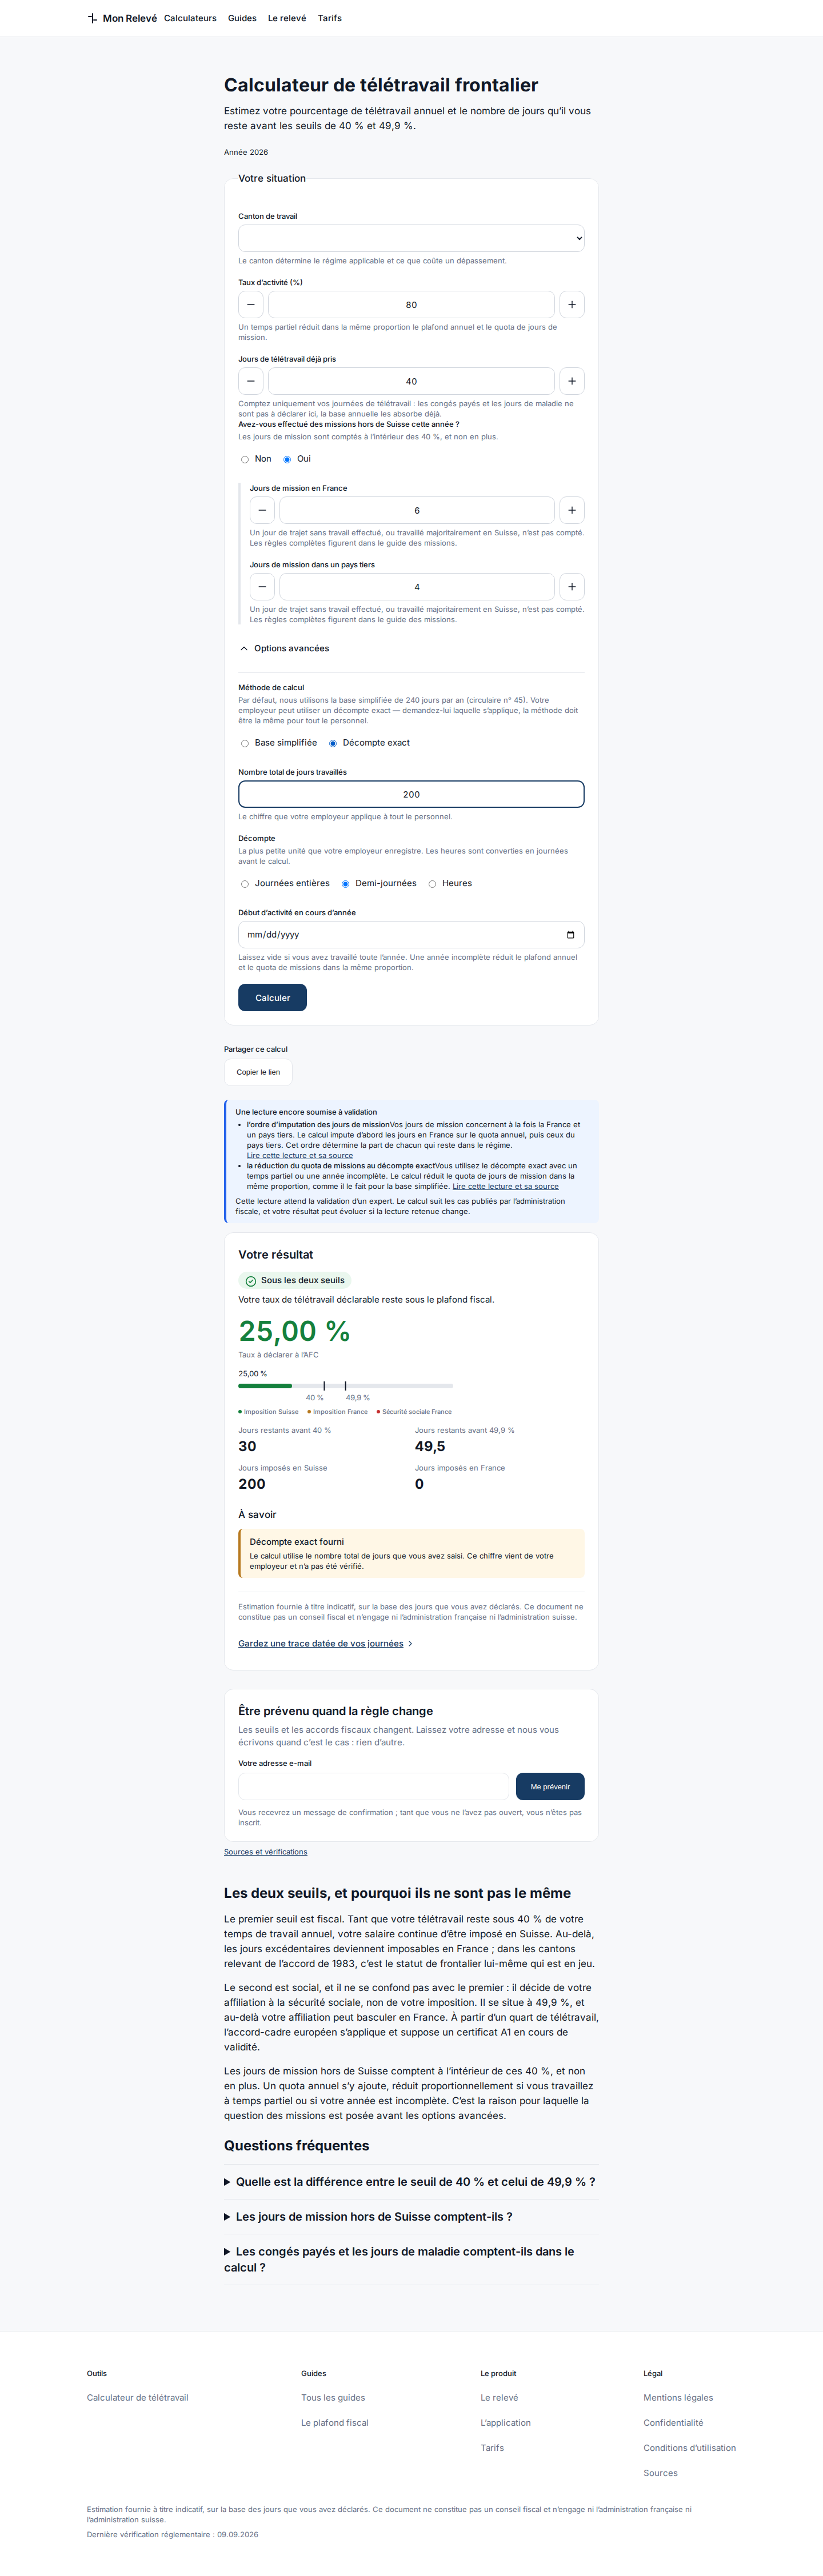 Mon Relevé Calculateurs Guides Le relevé Tarifs
Calculateur de télétravail frontalier
Estimez votre pourcentage de télétravail annuel et le nombre de jours qu’il vous
reste avant les seuils de 40 % et 49,9 %.
Année 2026
Votre situation
Canton de travail
Le canton détermine le régime applicable et ce que coûte un dépassement.
Taux d’activité (%)
80
Un temps partiel réduit dans la même proportion le plafond annuel et le quota de jours de
mission.
Jours de télétravail déjà pris
40
Comptez uniquement vos journées de télétravail : les congés payés et les jours de maladie ne
sont pas à déclarer ici, la base annuelle les absorbe déjà.
Avez-vous effectué des missions hors de Suisse cette année ?
Les jours de mission sont comptés à l’intérieur des 40 %, et non en plus.
Non Oui
Jours de mission en France
6
Un jour de trajet sans travail effectué, ou travaillé majoritairement en Suisse, n’est pas compté.
Les règles complètes figurent dans le guide des missions.
Jours de mission dans un pays tiers
4
Un jour de trajet sans travail effectué, ou travaillé majoritairement en Suisse, n’est pas compté.
Les règles complètes figurent dans le guide des missions.
Options avancées
Méthode de calcul
Par défaut, nous utilisons la base simplifiée de 240 jours par an (circulaire n° 45). Votre
employeur peut utiliser un décompte exact — demandez-lui laquelle s’applique, la méthode doit
être la même pour tout le personnel.
Base simplifiée Décompte exact
Nombre total de jours travaillés
200
Le chiffre que votre employeur applique à tout le personnel.
Décompte
La plus petite unité que votre employeur enregistre. Les heures sont converties en journées
avant le calcul.
Journées entières Demi-journées Heures
Début d’activité en cours d’année
mm/dd/yyyy
Laissez vide si vous avez travaillé toute l’année. Une année incomplète réduit le plafond annuel
et le quota de missions dans la même proportion.
Calculer
Partager ce calcul
Copier le lien
Une lecture encore soumise à validation
l’ordre d’imputation des jours de missionVos jours de mission concernent à la fois la France et
un pays tiers. Le calcul impute d’abord les jours en France sur le quota annuel, puis ceux du
pays tiers. Cet ordre détermine la part de chacun qui reste dans le régime.
Lire cette lecture et sa source
la réduction du quota de missions au décompte exactVous utilisez le décompte exact avec un
temps partiel ou une année incomplète. Le calcul réduit le quota de jours de mission dans la
même proportion, comme il le fait pour la base simplifiée. Lire cette lecture et sa source
Cette lecture attend la validation d’un expert. Le calcul suit les cas publiés par l’administration
fiscale, et votre résultat peut évoluer si la lecture retenue change.
Votre résultat
Sous les deux seuils
Votre taux de télétravail déclarable reste sous le plafond fiscal.
25,00 %
Taux à déclarer à l’AFC
25,00 %
40 % 49,9 %
Imposition Suisse Imposition France Sécurité sociale France
Jours restants avant 40 % Jours restants avant 49,9 %
30 49,5
Jours imposés en Suisse Jours imposés en France
200 0
À savoir
Décompte exact fourni
Le calcul utilise le nombre total de jours que vous avez saisi. Ce chiffre vient de votre
employeur et n’a pas été vérifié.
Estimation fournie à titre indicatif, sur la base des jours que vous avez déclarés. Ce document ne
constitue pas un conseil fiscal et n’engage ni l’administration française ni l’administration suisse.
Gardez une trace datée de vos journées
Être prévenu quand la règle change
Les seuils et les accords fiscaux changent. Laissez votre adresse et nous vous
écrivons quand c’est le cas : rien d’autre.
Votre adresse e-mail
Me prévenir
Vous recevrez un message de confirmation ; tant que vous ne l’avez pas ouvert, vous n’êtes pas
inscrit.
Sources et vérifications
Les deux seuils, et pourquoi ils ne sont pas le même
Le premier seuil est fiscal. Tant que votre télétravail reste sous 40 % de votre
temps de travail annuel, votre salaire continue d’être imposé en Suisse. Au-delà,
les jours excédentaires deviennent imposables en France ; dans les cantons
relevant de l’accord de 1983, c’est le statut de frontalier lui-même qui est en jeu.
Le second est social, et il ne se confond pas avec le premier : il décide de votre
affiliation à la sécurité sociale, non de votre imposition. Il se situe à 49,9 %, et
au-delà votre affiliation peut basculer en France. À partir d’un quart de télétravail,
l’accord-cadre européen s’applique et suppose un certificat A1 en cours de
validité.
Les jours de mission hors de Suisse comptent à l’intérieur de ces 40 %, et non
en plus. Un quota annuel s’y ajoute, réduit proportionnellement si vous travaillez
à temps partiel ou si votre année est incomplète. C’est la raison pour laquelle la
question des missions est posée avant les options avancées.
Questions fréquentes
Quelle est la différence entre le seuil de 40 % et celui de 49,9 % ?
Les jours de mission hors de Suisse comptent-ils ?
Les congés payés et les jours de maladie comptent-ils dans le
calcul ?
Outils Guides Le produit Légal
Calculateur de télétravail Tous les guides Le relevé Mentions légales
Le plafond fiscal L’application Confidentialité
Tarifs Conditions d’utilisation
Sources
Estimation fournie à titre indicatif, sur la base des jours que vous avez déclarés. Ce document ne constitue pas un conseil fiscal et n’engage ni l’administration française ni
l’administration suisse.
Dernière vérification réglementaire : 09.09.2026